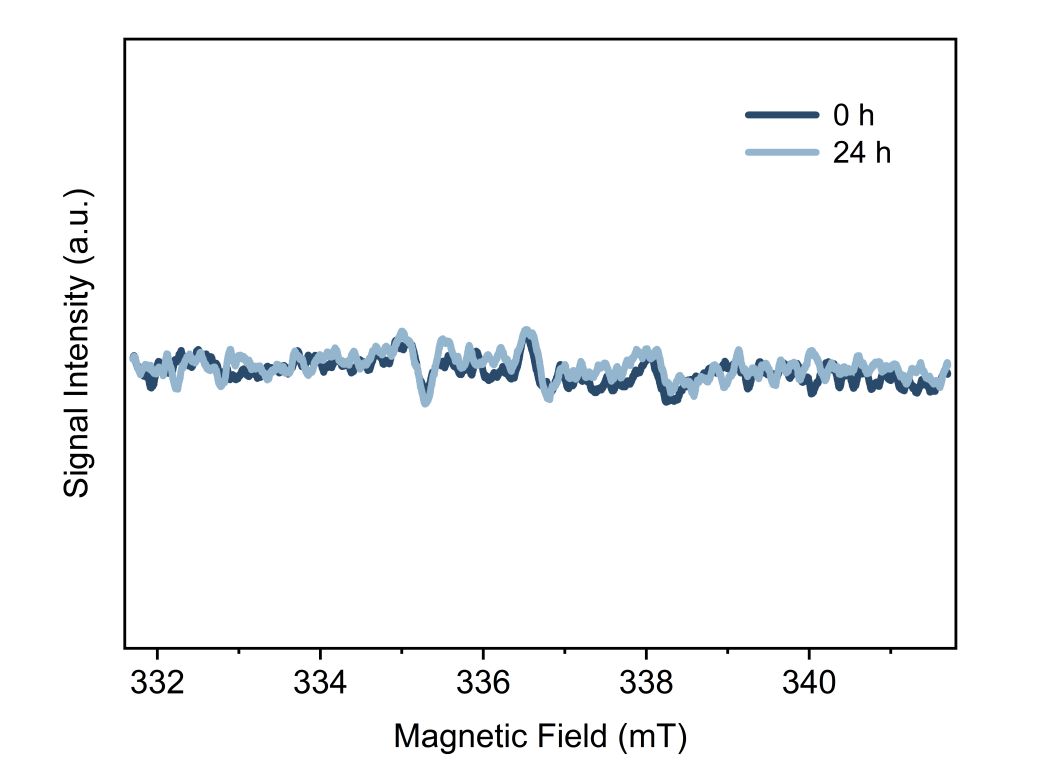 0 h
24 h
Signal Intensity (a.u.)
332 334 336 338 340
Magnetic Field (mT)